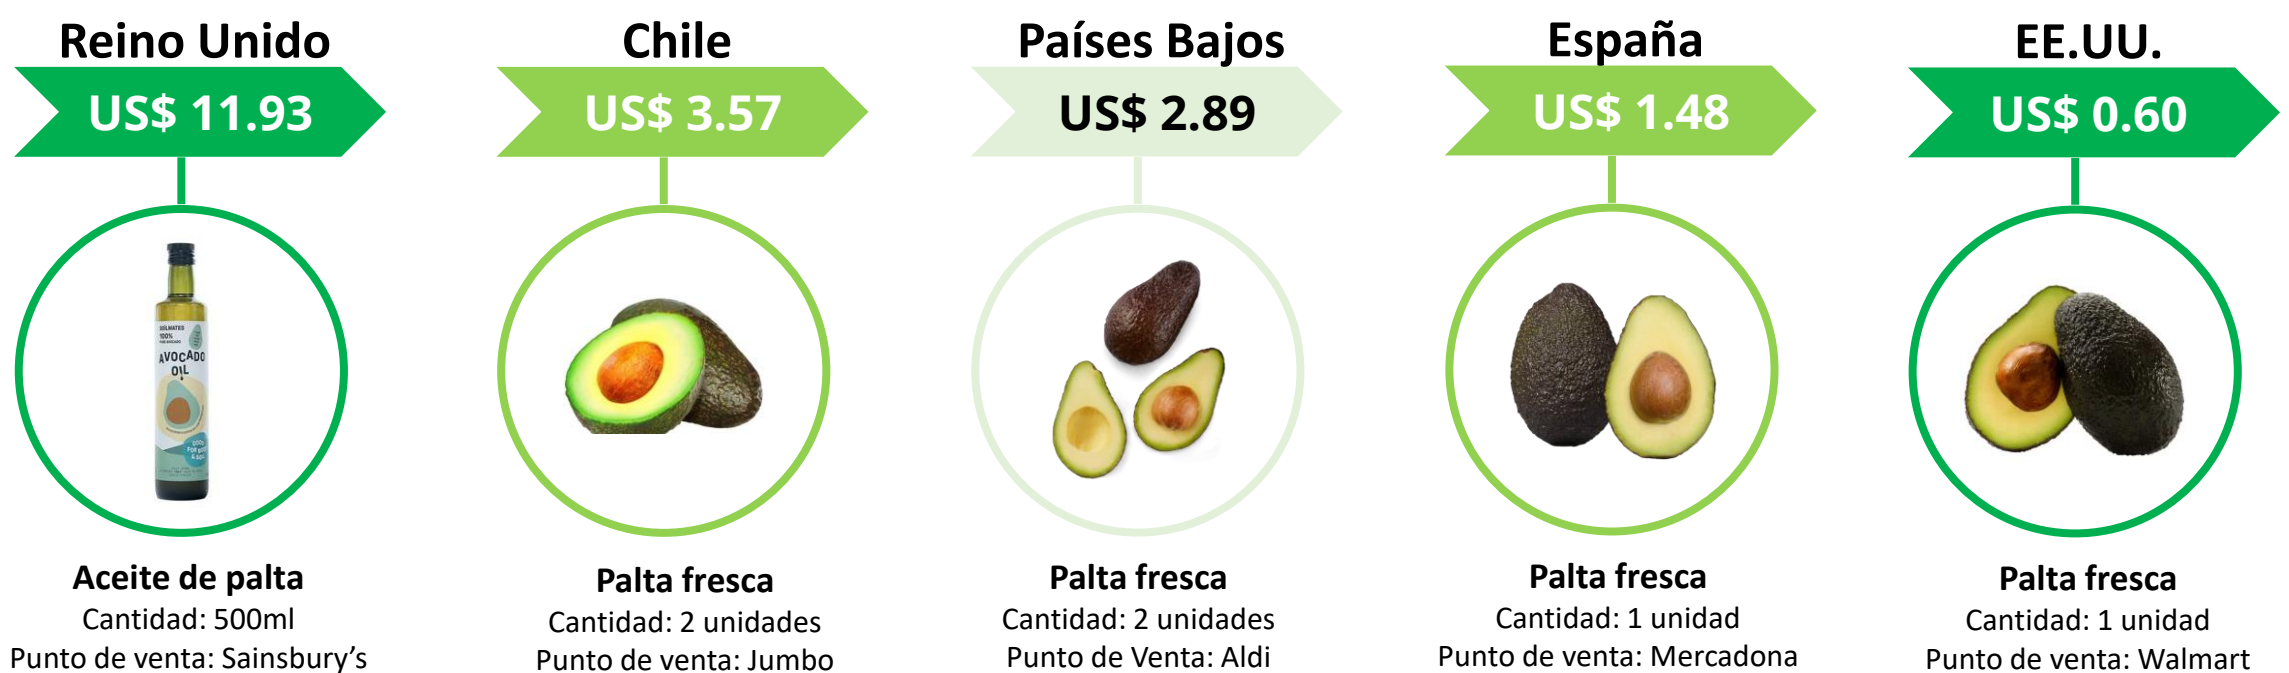 Reino Unido
US$ 11.93
AVOCADO
OIL
Aceite de palta
Cantidad: 500ml
Punto de venta: Sainsbury’s
Chile
US$ 3.57
Palta fresca
Cantidad: 2 unidades
Punto de venta: Jumbo
Países Bajos
US$ 2.89
Palta fresca
Cantidad: 2 unidades
Punto de Venta: Aldi
España
US$ 1.48
Palta fresca
Cantidad: 1 unidad
Punto de venta: Mercadona
EE.UU.
US$ 0.60
Palta fresca
Cantidad: 1 unidad
Punto de venta: Walmart